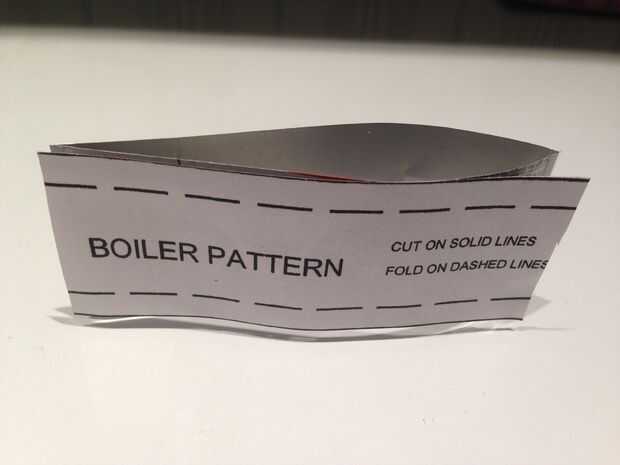 BOILER PATTERN
CUT ON SOLID LINES
FOLD ON DASHED LINES